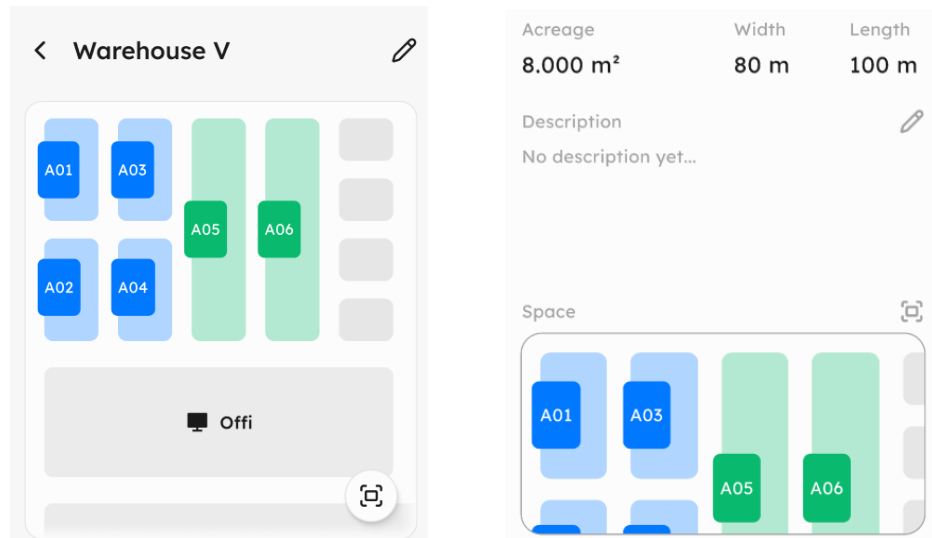 Warehouse V
A01
A03
A05
A06
A02
A04
Offi
Acreage
Width
Length
8.000 m²
80 m
100 m
Description
No description yet...
Space
A01
A03
A05
A06